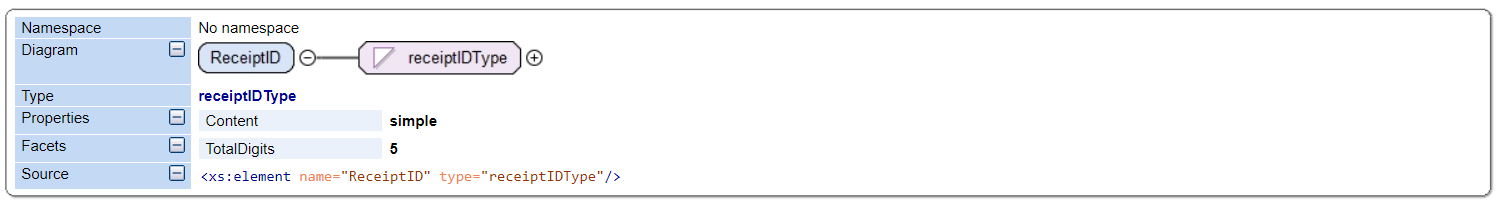 Namespace No namespace
Diagram ReceiptID receiptIDType
Type receiptIDType
Properties Content simple
Facets TotalDigits 5
Source <xs:element name="ReceiptID" type="receiptIDType"/>